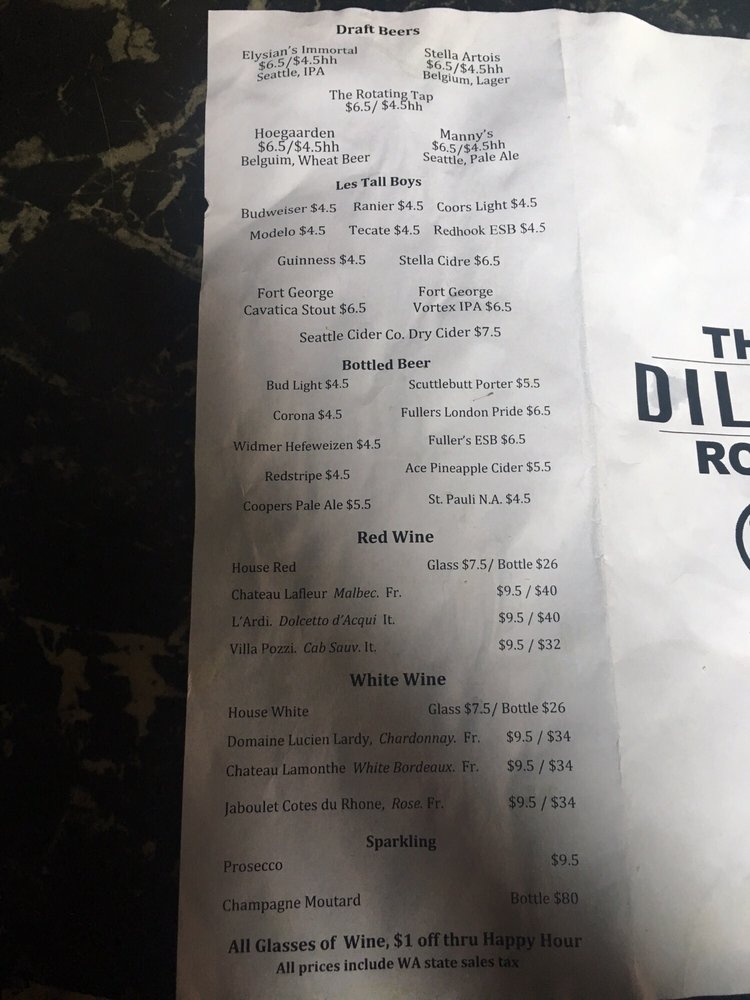 Draft Beers
Elysian's Immortal
$6.5/$4.5hh
Seattle, IPA
Stella Artois
$6.5/$4.5hh
Belgium, Lager
The Rotating Tap
$6.5/ $4.5hh
Hoegaarden
$6.5/$4.5hh
Belguim, Wheat Beer
Manny's
$6.5/$4.5hh
Seattle, Pale Ale
Les Tall Boys
Budweiser $4.5 Ranier $4.5 Coors Light $4.5
Modelo $4.5 Tecate $4.5 Redhook ESB $4.5
Guinness $4.5 Stella Cidre $6.5
Fort George
Cavatica Stout $6.5
Fort George
Vortex IPA $6.5
Seattle Cider Co. Dry Cider $7.5
Bottled Beer
Bud Light $4.5 Scuttlebutt Porter $5.5
Corona $4.5 Fullers London Pride $6.5
Widmer Hefeweizen $4.5 Fuller's ESB $6.5
Redstripe $4.5 Ace Pineapple Cider $5.5
Coopers Pale Ale $5.5 St. Pauli N.A. $4.5
Red Wine
House Red Glass $7.5/ Bottle $26
Chateau Lafleur Malbec. Fr. $9.5 / $40
L'Ardi. Dolcetto d'Acqui It. $9.5 / $40
Villa Pozzi. Cab Sauv. It. $9.5 / $32
White Wine
House White Glass $7.5/ Bottle $26
Domaine Lucien Lardy, Chardonnay. Fr. $9.5 / $34
Chateau Lamonthe White Bordeaux. Fr. $9.5 / $34
Jaboulet Cotes du Rhone, Rose. Fr. $9.5 / $34
Sparkling
Prosecco $9.5
Champagne Moutard Bottle $80
All Glasses of Wine, $1 off thru Happy Hour
All prices include WA state sales tax
TH
DIL
RO